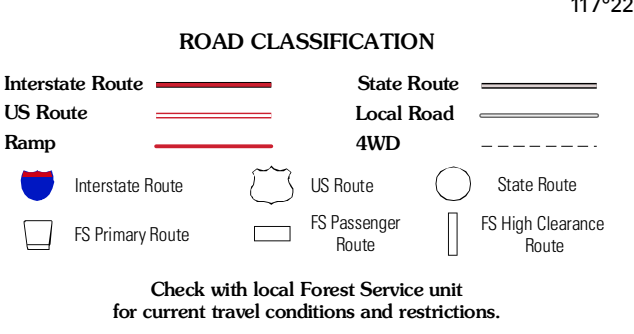 117°22
ROAD CLASSIFICATION
Interstate Route
State Route
US Route
Local Road
Ramp
4WD
Interstate Route
US Route
State Route
FS Primary Route
FS Passenger
Route
FS High Clearance
Route
Check with local Forest Service unit
for current travel conditions and restrictions.